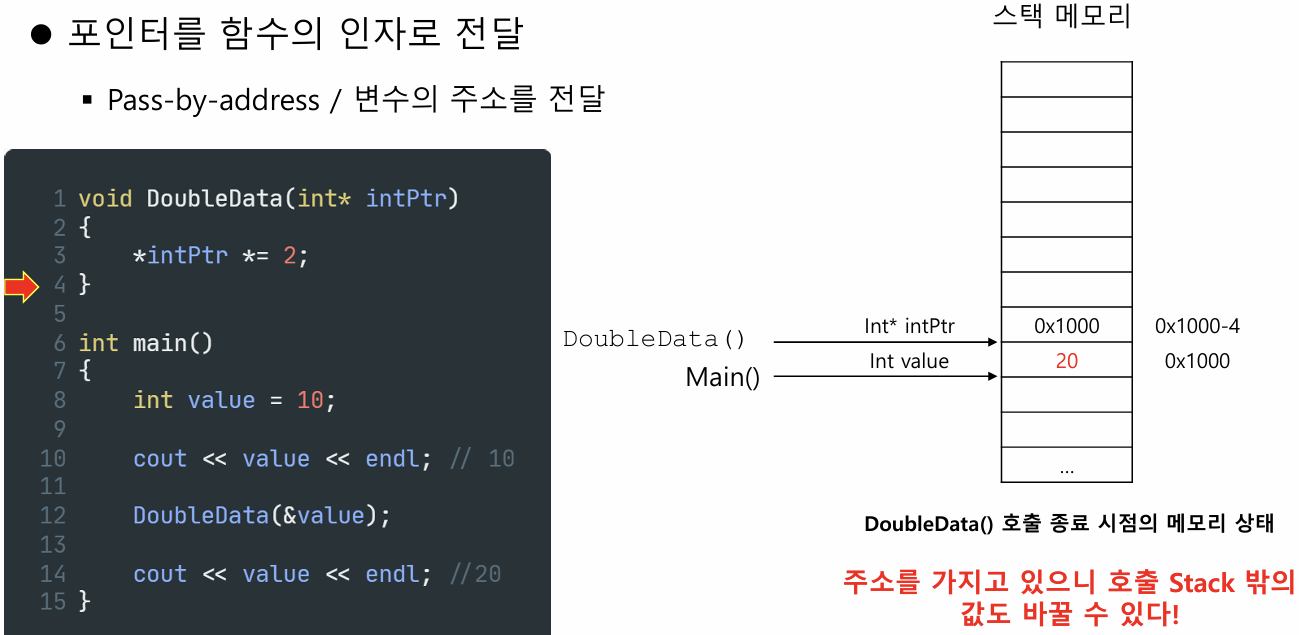 ● 포인터를 함수의 인자로 전달
▪ Pass-by-address / 변수의 주소를 전달
1 void DoubleData(int* intPtr)
2 {
3     *intPtr *= 2;
4 }
5
6 int main()
7 {
8     int value = 10;
9
10     cout << value << endl; // 10
11
12     DoubleData(&value);
13
14     cout << value << endl; //20
15 }
스택 메모리
DoubleData()
Int* intPtr
0x1000
0x1000-4
Main()
Int value
20
0x1000
...
DoubleData() 호출 종료 시점의 메모리 상태
주소를 가지고 있으니 호출 Stack 밖의
값도 바꿀 수 있다!